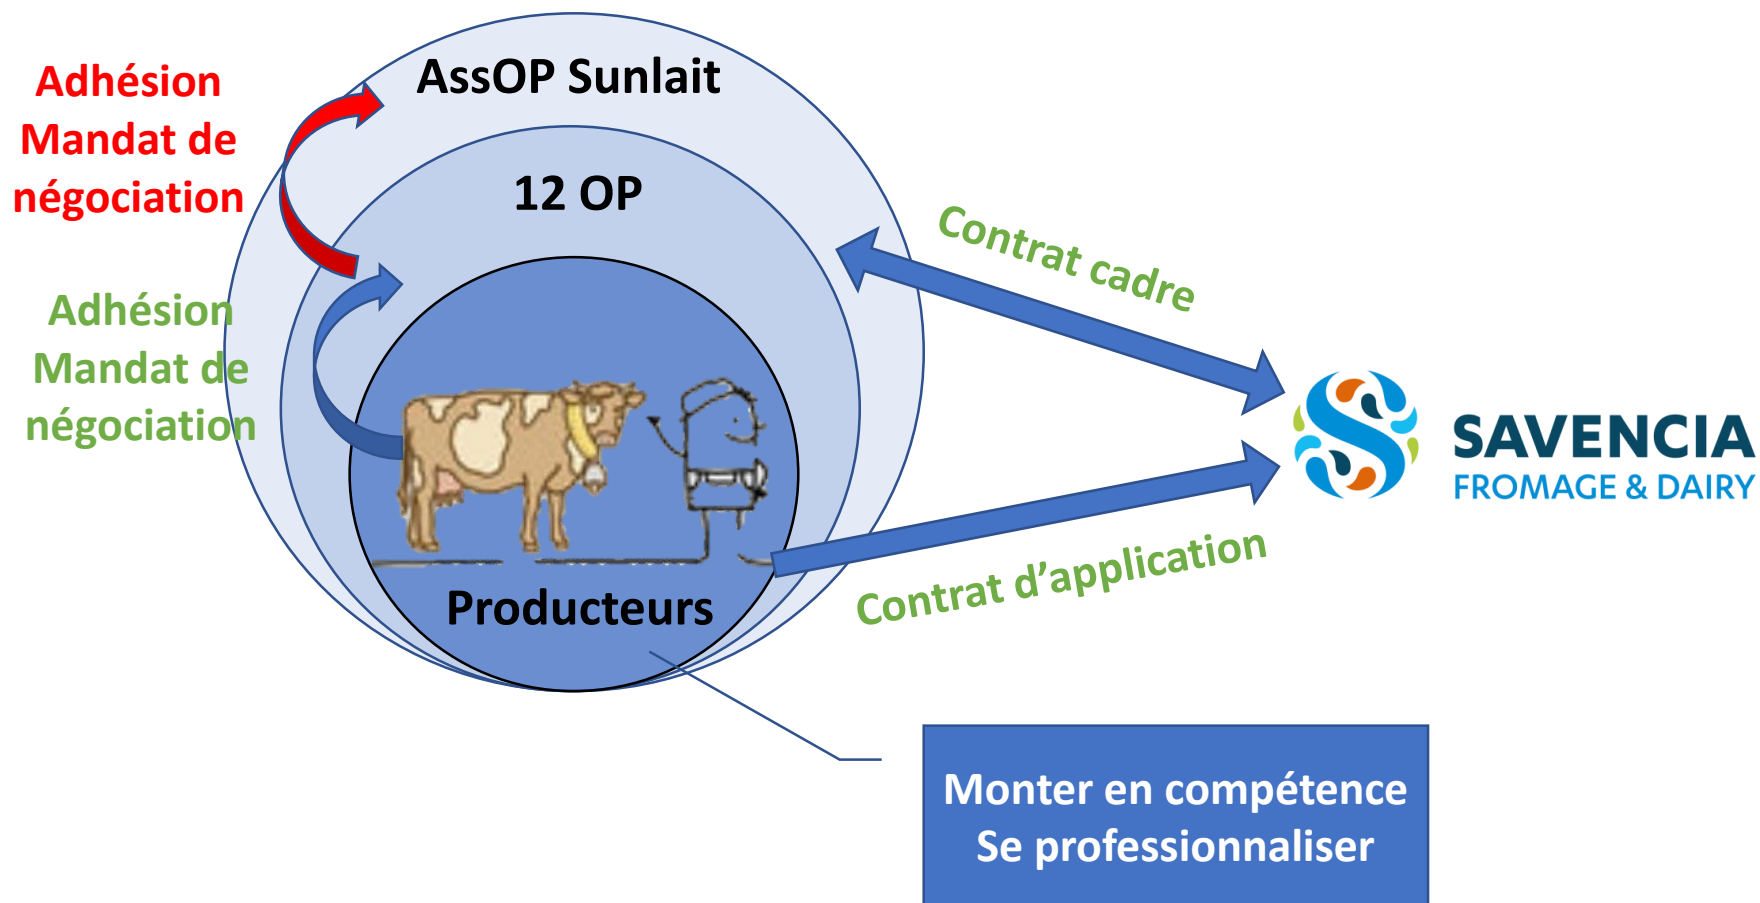 AssOP Sunlait
Adhésion
Mandat de
négociation
12 OP
Adhésion
Mandat de
négociation
Contrat cadre
SAVENCIA
FROMAGE & DAIRY
Contrat d’application
Producteurs
Monter en compétence
Se professionnaliser